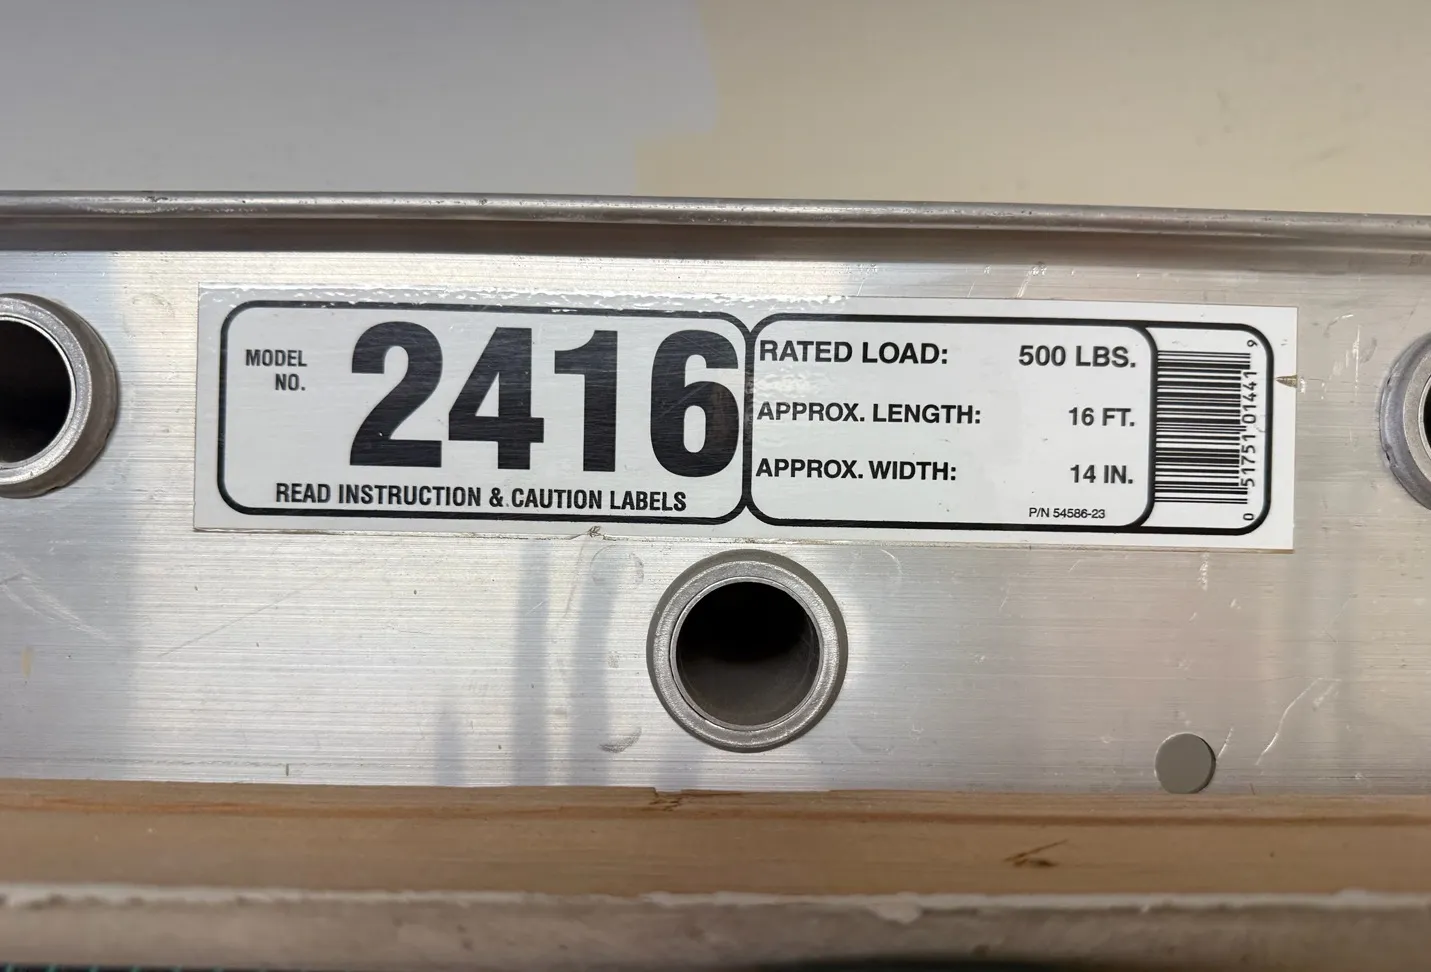 MODEL
NO.
2416
READ INSTRUCTION & CAUTION LABELS
RATED LOAD: 500 LBS.
APPROX. LENGTH: 16 FT.
APPROX. WIDTH: 14 IN.
P/N 54586-23
0 51751 01441 9